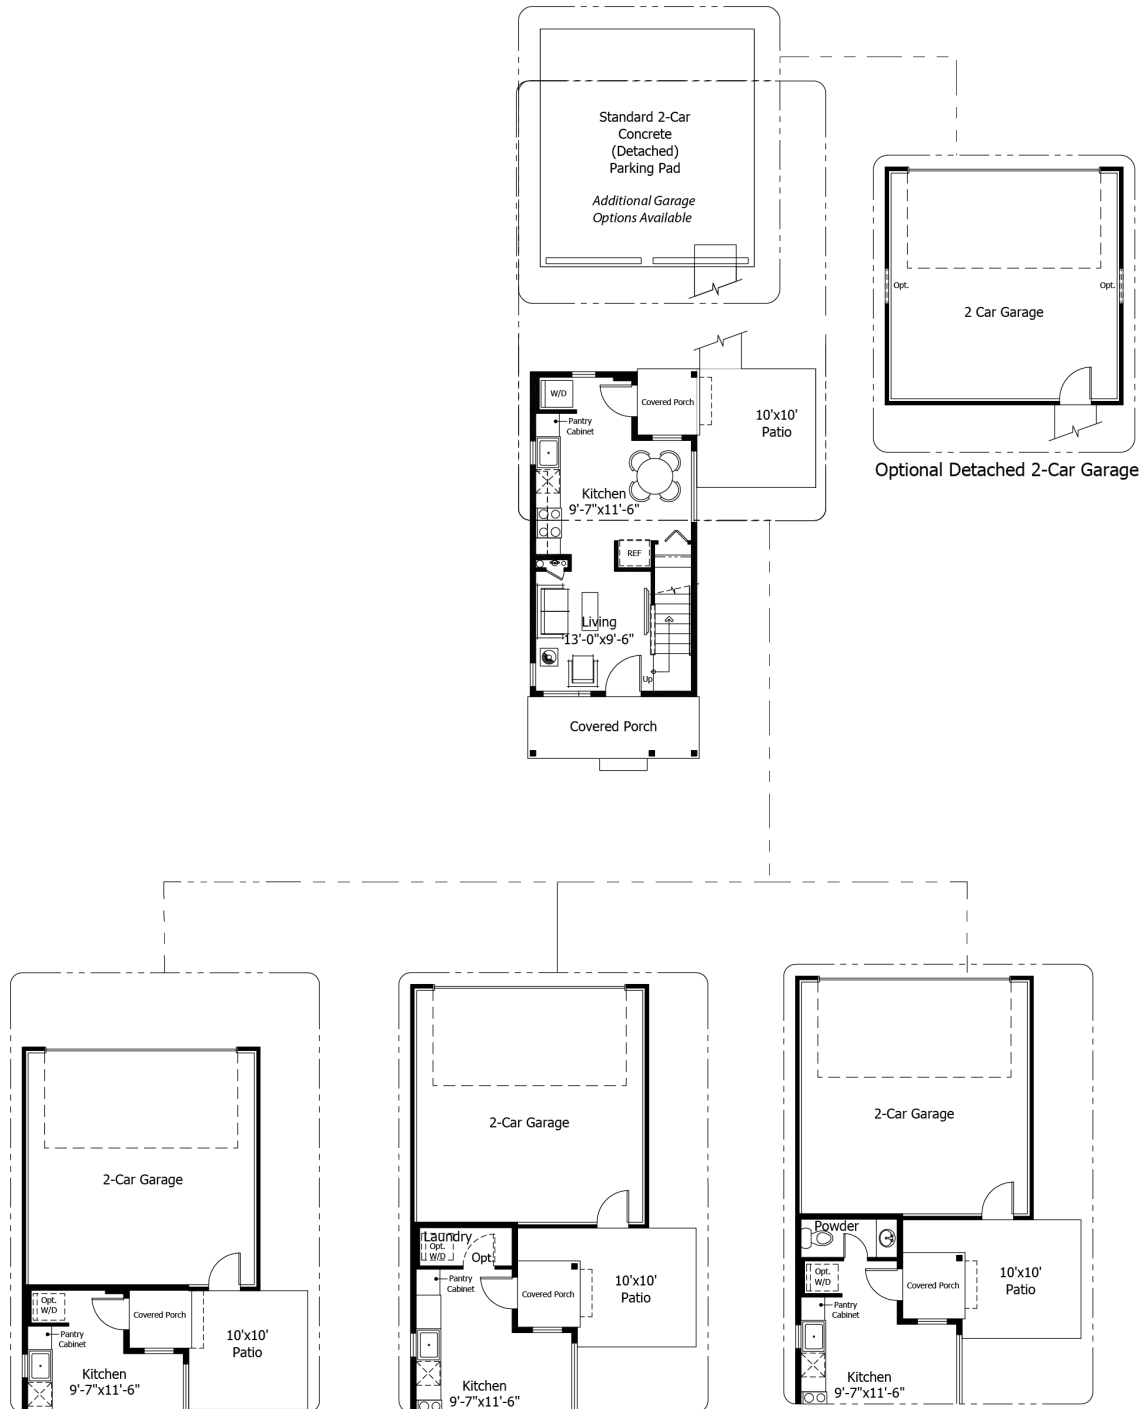 Standard 2-Car
Concrete
(Detached)
Parking Pad
Additional Garage
Options Available
Opt.
Opt.
2 Car Garage
Optional Detached 2-Car Garage
W/D
Covered Porch
Pantry
Cabinet
10'x10'
Patio
Kitchen
9'-7"x11'-6"
REF
Living
13'-0"x9'-6"
Up
Covered Porch
2-Car Garage
Opt.
W/D
Covered Porch
Pantry
Cabinet
10'x10'
Patio
Kitchen
9'-7"x11'-6"
2-Car Garage
Laundry
Opt.
W/D
Opt.
Pantry
Cabinet
Covered Porch
10'x10'
Patio
Kitchen
9'-7"x11'-6"
2-Car Garage
Powder
Opt.
W/D
Covered Porch
Pantry
Cabinet
10'x10'
Patio
Kitchen
9'-7"x11'-6"